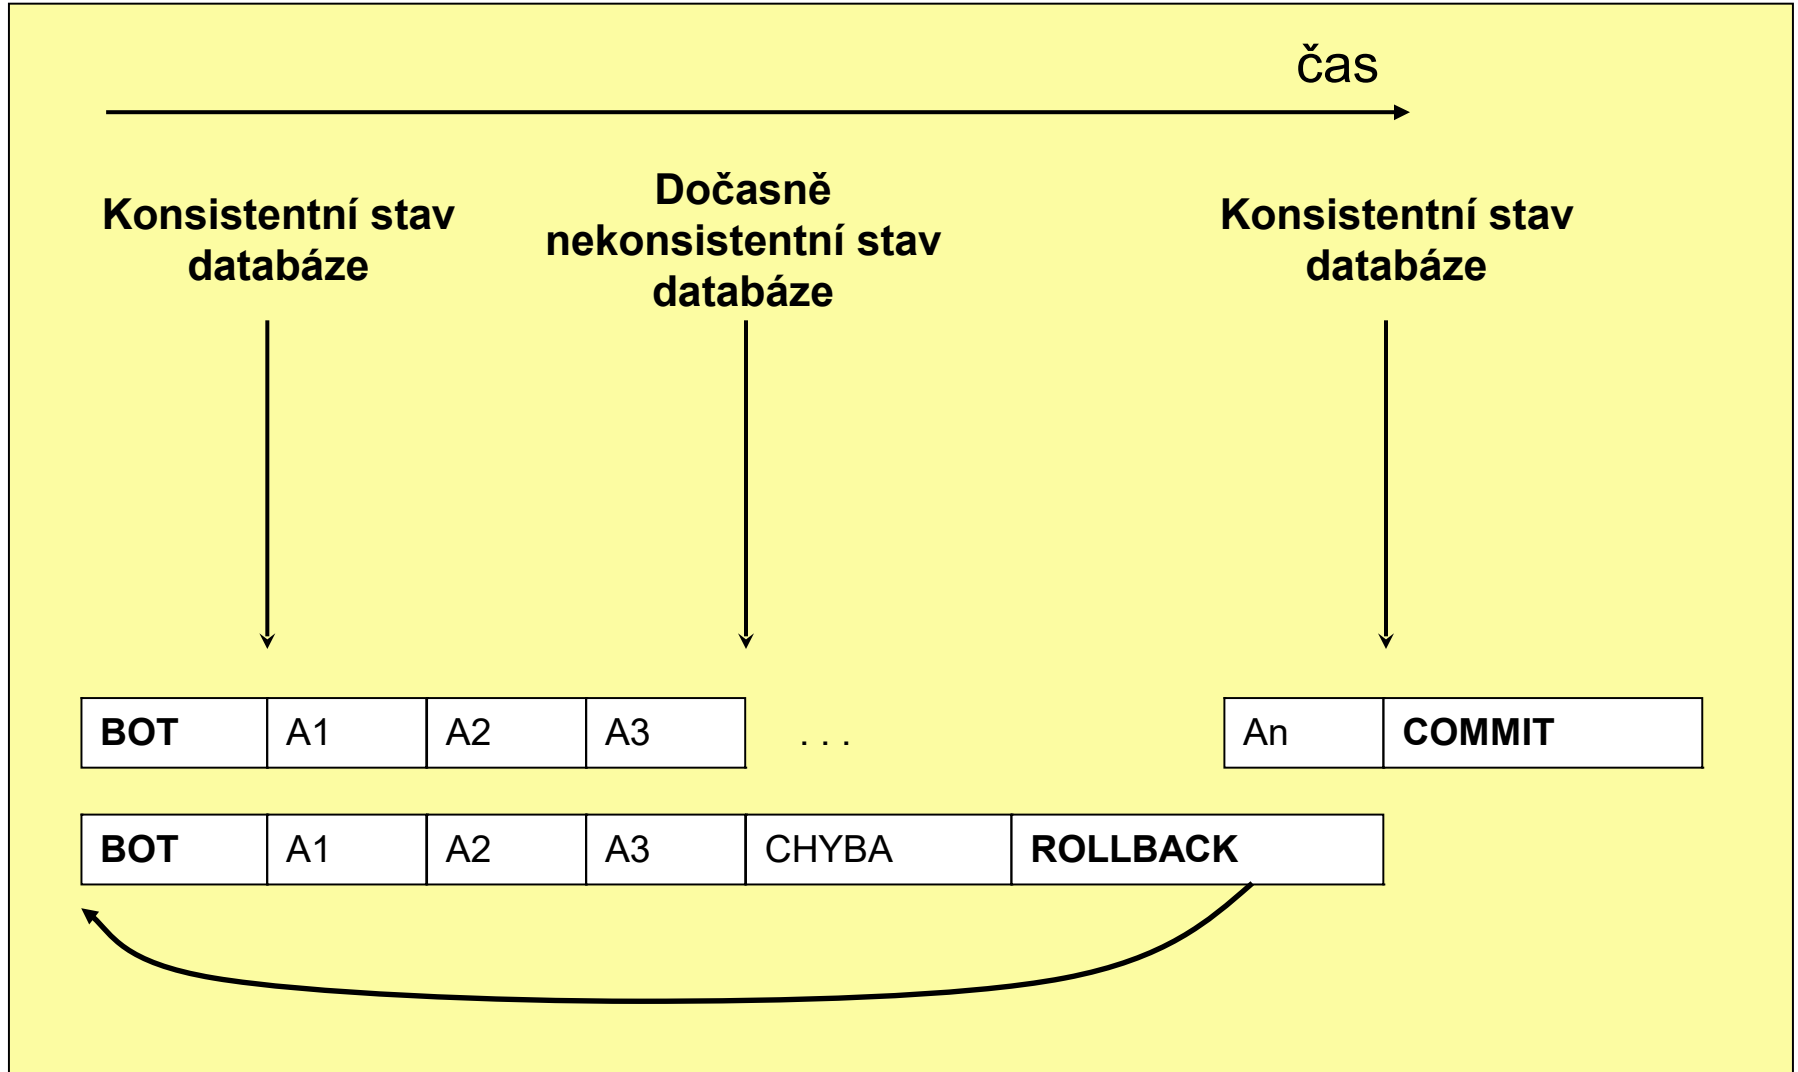 čas
Konsistentní stav
databáze
Dočasně
nekonsistentní stav
databáze
Konsistentní stav
databáze
BOT A1 A2 A3 . . . An COMMIT
BOT A1 A2 A3 CHYBA ROLLBACK